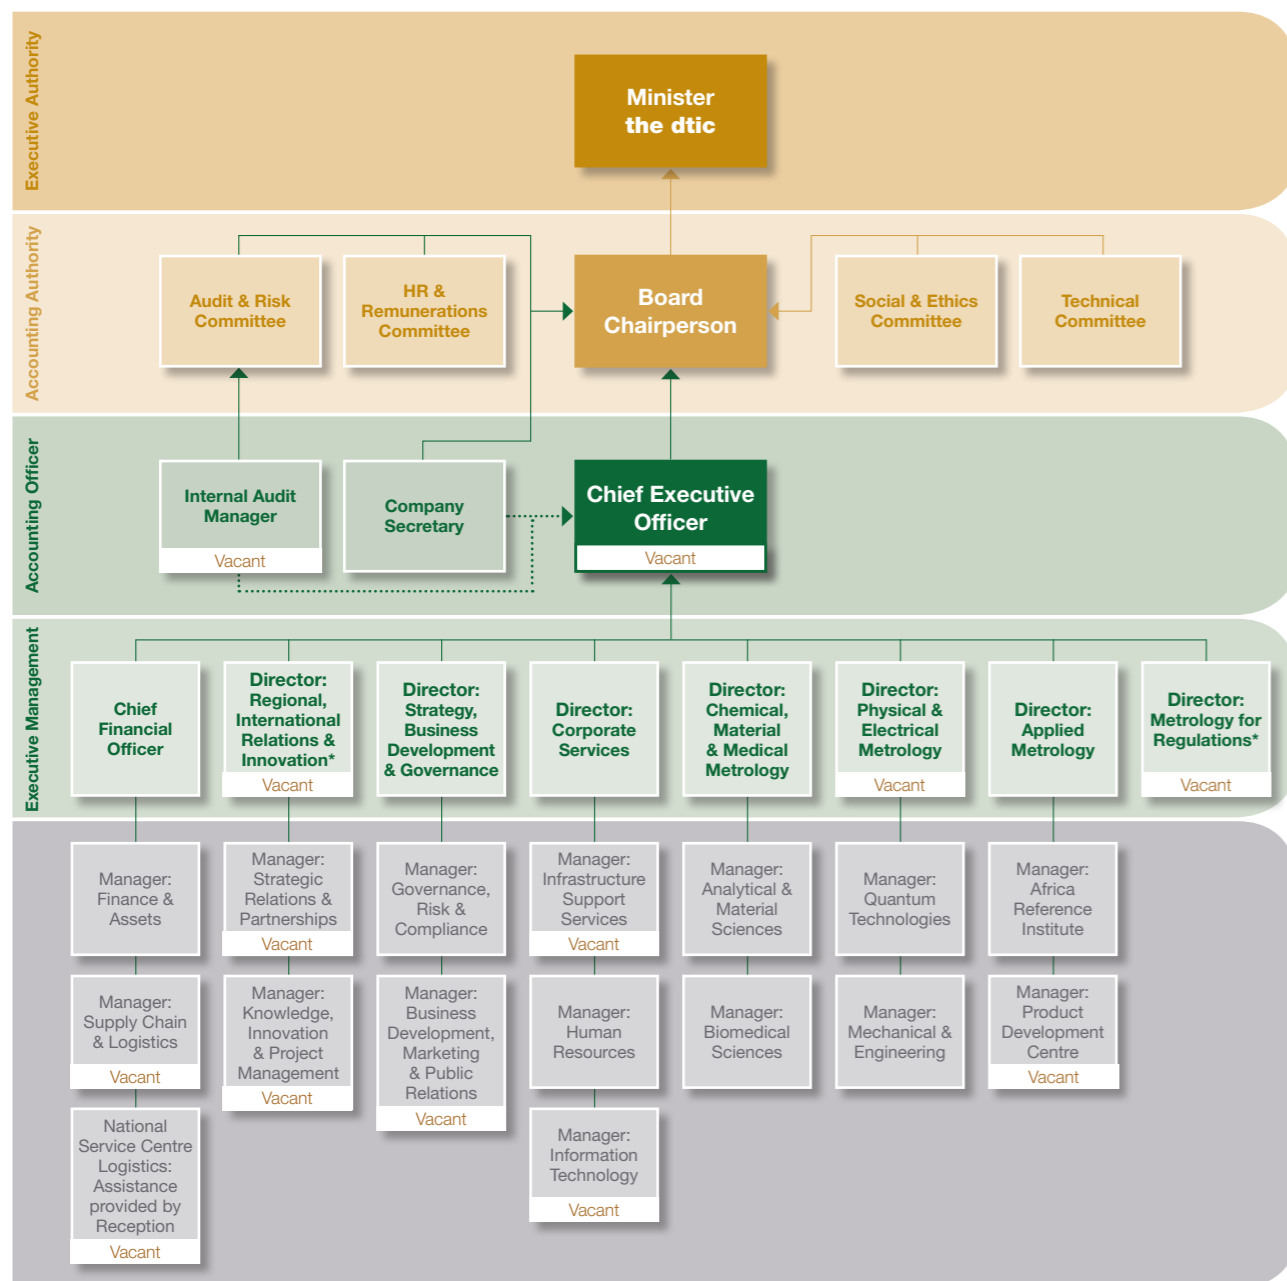 Executive Authority
Minister
the dtic
Accounting Authority
Audit & Risk
Committee
HR &
Remunerations
Committee
Board
Chairperson
Social & Ethics
Committee
Technical
Committee
Accounting Officer
Internal Audit
Manager
Vacant
Company
Secretary
Chief Executive
Officer
Vacant
Executive Management
Chief
Financial
Officer
Director:
Regional,
International
Relations &
Innovation*
Vacant
Director:
Strategy,
Business
Development
& Governance
Director:
Corporate
Services
Director:
Chemical,
Material
& Medical
Metrology
Director:
Physical &
Electrical
Metrology
Vacant
Director:
Applied
Metrology
Director:
Metrology for
Regulations*
Vacant
Manager:
Finance &
Assets
Manager:
Strategic
Relations &
Partnerships
Vacant
Manager:
Governance,
Risk &
Compliance
Manager:
Infrastructure
Support
Services
Vacant
Manager:
Analytical &
Material
Sciences
Manager:
Quantum
Technologies
Manager:
Africa
Reference
Institute
Manager:
Supply Chain
& Logistics
Vacant
Manager:
Knowledge,
Innovation
& Project
Management
Vacant
Manager:
Business
Development,
Marketing
& Public
Relations
Vacant
Manager:
Human
Resources
Manager:
Biomedical
Sciences
Manager:
Mechanical &
Engineering
Manager:
Product
Development
Centre
Vacant
National
Service Centre
Logistics:
Assistance
provided by
Reception
Vacant
Manager:
Information
Technology
Vacant